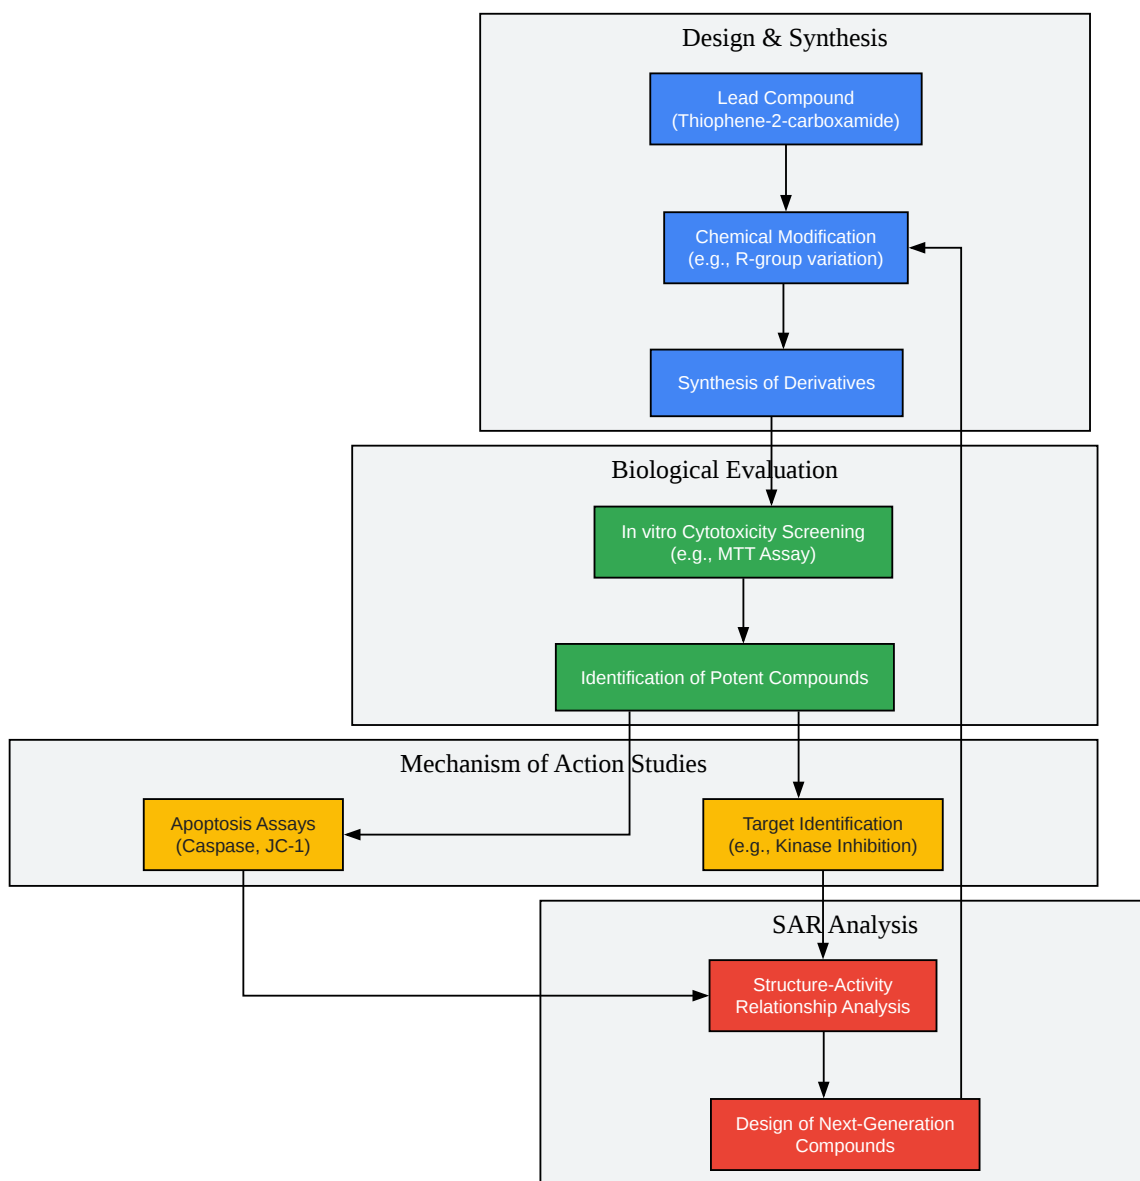 Design & Synthesis
Lead Compound
(Thiophene-2-carboxamide)
Chemical Modification
(e.g., R-group variation)
Synthesis of Derivatives
Biological Evaluation
In vitro Cytotoxicity Screening
(e.g., MTT Assay)
Identification of Potent Compounds
Mechanism of Action Studies
Apoptosis Assays
(Caspase, JC-1)
Target Identification
(e.g., Kinase Inhibition)
SAR Analysis
Structure-Activity
Relationship Analysis
Design of Next-Generation
Compounds